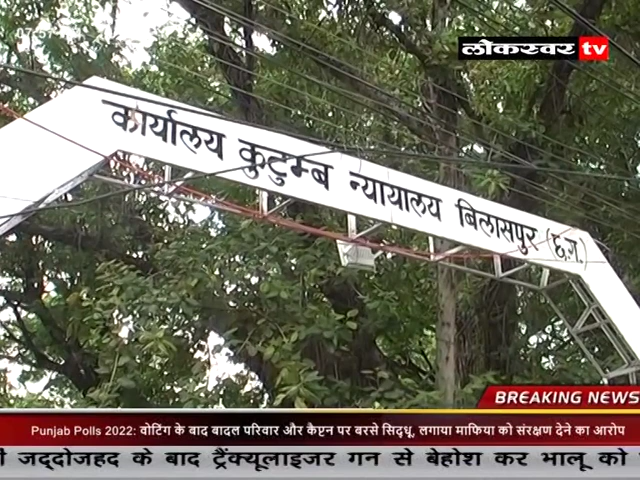 लोकस्वर tv
कार्यालय कुटुम्ब न्यायालय बिलासपुर (छ.ग.)
BREAKING NEWS
Punjab Polls 2022: वोटिंग के बाद बादल परिवार और कैप्टन पर बरसे सिद्धू, लगाया माफिया को संरक्षण देने का आरोप
जद्दोजहद के बाद ट्रैंक्यूलाइजर गन से बेहोश कर भालू को